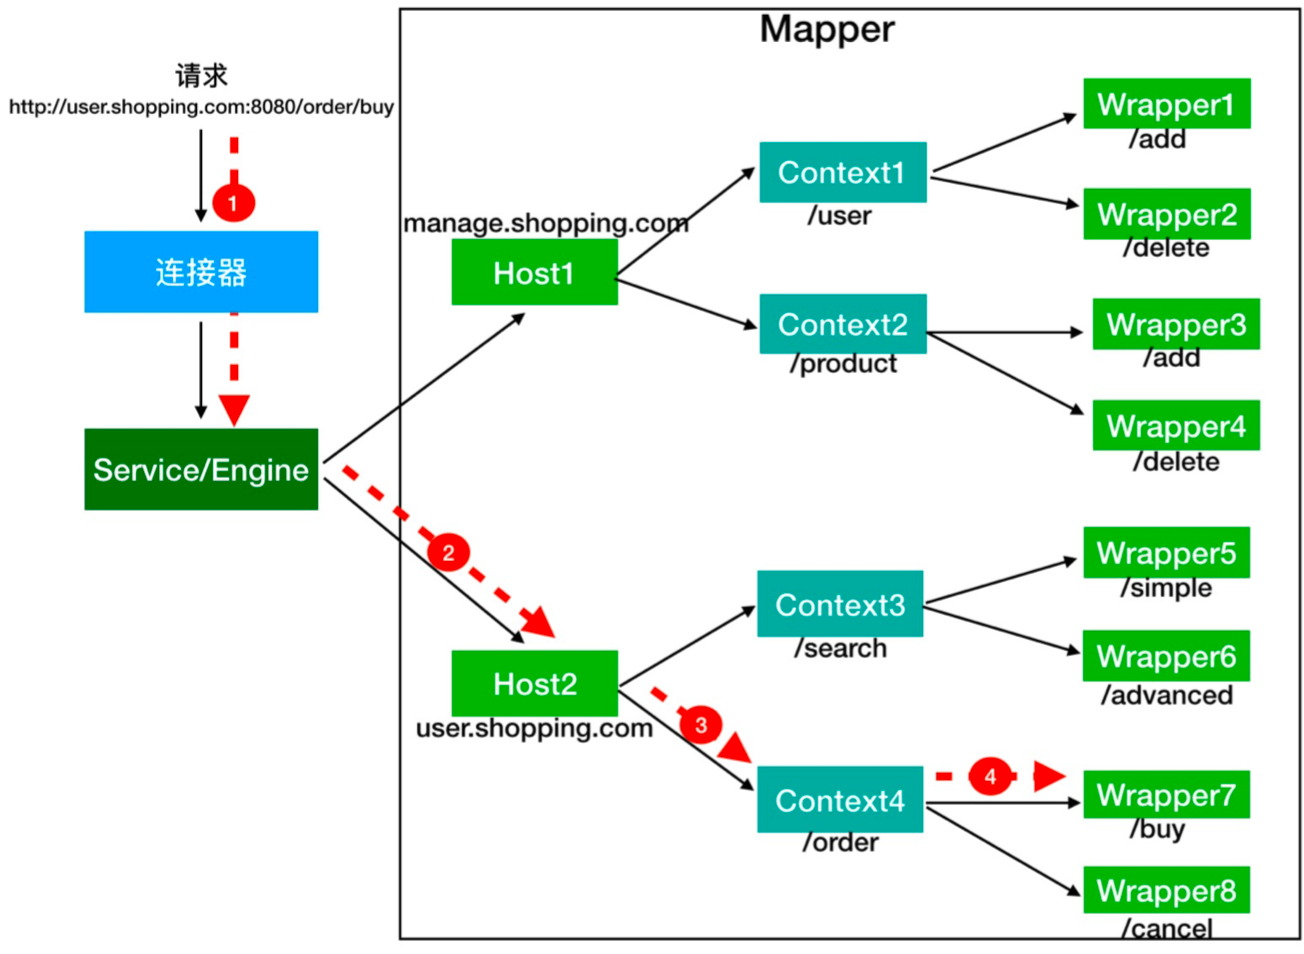 Mapper
请求
http://user.shopping.com:8080/order/buy
1
连接器
Service/Engine
2
manage.shopping.com
Host1
Host2
user.shopping.com
3
Context1
/user
Context2
/product
Context3
/search
Context4
/order
4
Wrapper1
/add
Wrapper2
/delete
Wrapper3
/add
Wrapper4
/delete
Wrapper5
/simple
Wrapper6
/advanced
Wrapper7
/buy
Wrapper8
/cancel